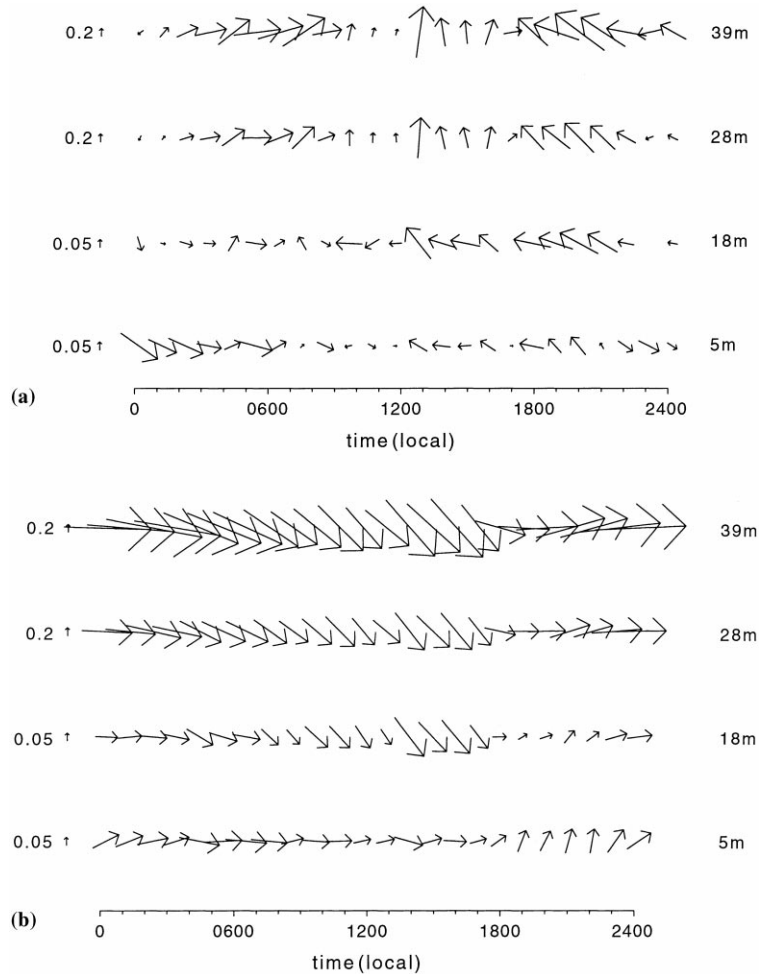 0.2 ↑ 39m
0.2 ↑ 28m
0.05 ↑ 18m
0.05 ↑ 5m
(a)
0 0600 1200 1800 2400
time (local)
0.2 ↑ 39m
0.2 ↑ 28m
0.05 ↑ 18m
0.05 ↑ 5m
(b)
0 0600 1200 1800 2400
time (local)